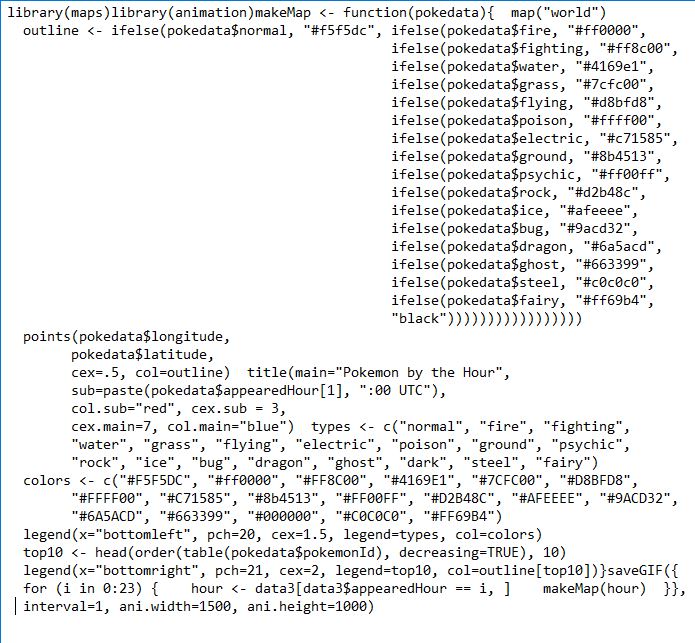 library(maps)library(animation)makeMap <- function(pokedata){  map("world")
  outline <- ifelse(pokedata$normal, "#f5f5dc", ifelse(pokedata$fire, "#ff0000",
                                                ifelse(pokedata$fighting, "#ff8c00",
                                                ifelse(pokedata$water, "#4169e1",
                                                ifelse(pokedata$grass, "#7cfc00",
                                                ifelse(pokedata$flying, "#d8bfd8",
                                                ifelse(pokedata$poison, "#ffff00",
                                                ifelse(pokedata$electric, "#c71585",
                                                ifelse(pokedata$ground, "#8b4513",
                                                ifelse(pokedata$psychic, "#ff00ff",
                                                ifelse(pokedata$rock, "#d2b48c",
                                                ifelse(pokedata$ice, "#afeeee",
                                                ifelse(pokedata$bug, "#9acd32",
                                                ifelse(pokedata$dragon, "#6a5acd",
                                                ifelse(pokedata$ghost, "#663399",
                                                ifelse(pokedata$steel, "#c0c0c0",
                                                ifelse(pokedata$fairy, "#ff69b4",
                                                "black")))))))))))))))))
  points(pokedata$longitude,
        pokedata$latitude,
        cex=.5, col=outline)  title(main="Pokemon by the Hour",
        sub=paste(pokedata$appearedHour[1], ":00 UTC"),
        col.sub="red", cex.sub = 3,
        cex.main=7, col.main="blue")  types <- c("normal", "fire", "fighting",
        "water", "grass", "flying", "electric", "poison", "ground", "psychic",
        "rock", "ice", "bug", "dragon", "ghost", "dark", "steel", "fairy")
  colors <- c("#F5F5DC", "#ff0000", "#FF8C00", "#4169E1", "#7CFC00", "#D8BFD8",
        "#FFFF00", "#C71585", "#8b4513", "#FF00FF", "#D2B48C", "#AFEEEE", "#9ACD32",
        "#6A5ACD", "#663399", "#000000", "#C0C0C0", "#FF69B4")
  legend(x="bottomleft", pch=20, cex=1.5, legend=types, col=colors)
  top10 <- head(order(table(pokedata$pokemonId), decreasing=TRUE), 10)
  legend(x="bottomright", pch=21, cex=2, legend=top10, col=outline[top10])}saveGIF({
  for (i in 0:23) {    hour <- data3[data3$appearedHour == i, ]    makeMap(hour)  }},
  interval=1, ani.width=1500, ani.height=1000)